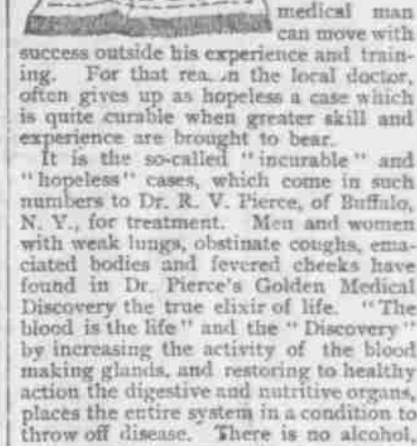 medical man
can move with
success outside his experience and train-
ing. For that rea..n the local doctor
often gives up as hopeless a case which
is quite curable when greater skill and
experience are brought to bear.
It is the so-called "incurable" and
"hopeless" cases, which come in such
numbers to Dr. R. V. Pierce, of Buffalo,
N. Y., for treatment. Men and women
with weak lungs, obstinate coughs, ema-
ciated bodies and fevered cheeks have
found in Dr. Pierce's Golden Medical
Discovery the true elixir of life. "The
blood is the life" and the "Discovery"
by increasing the activity of the blood
making glands, and restoring to healthy
action the digestive and nutritive organs,
places the entire system in a condition to
throw off disease. There is no alcohol